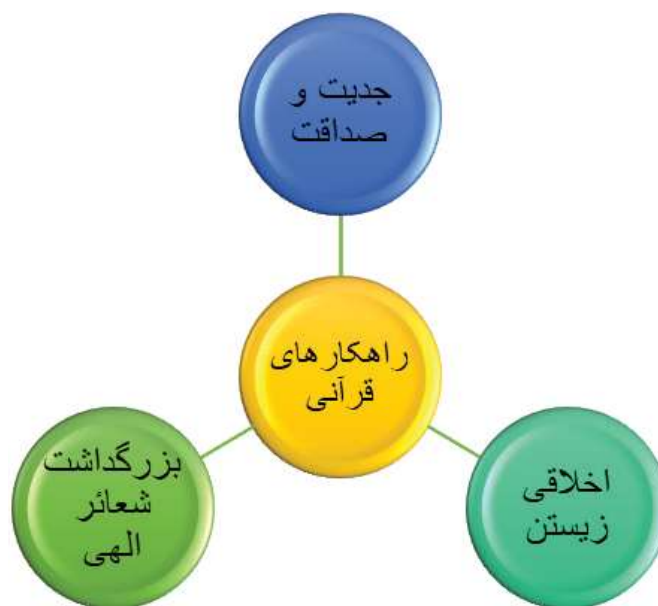 جدیت و
صداقت
راهکارهای
قرآنی
اخلاقی
زیستن
بزرگداشت
شعائر
الهی